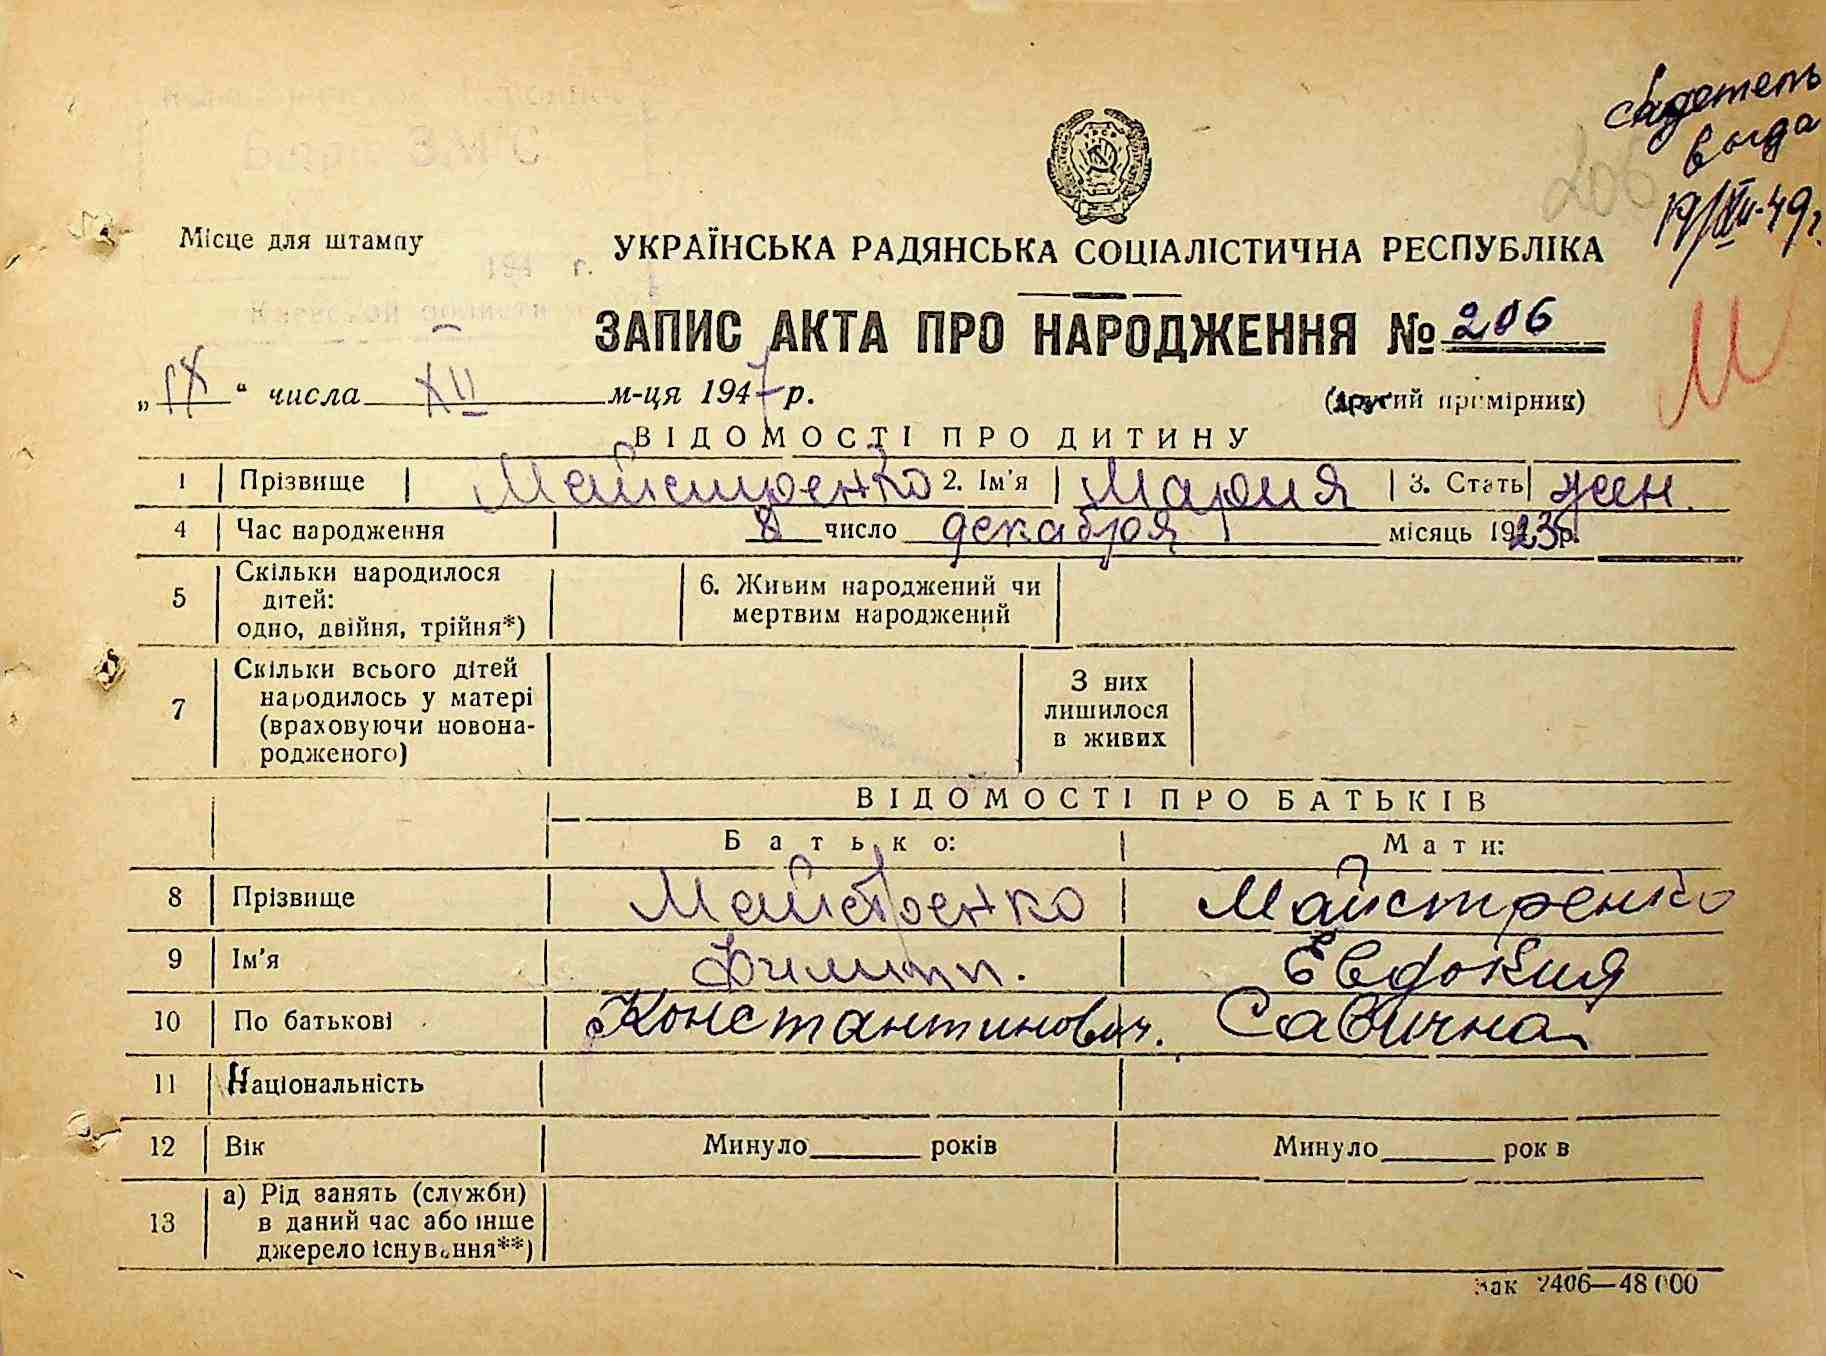 выда
19/XII-49 г.
206
Місце для штампу
УКРАЇНСЬКА РАДЯНСЬКА СОЦІАЛІСТИЧНА РЕСПУБЛІКА
ЗАПИС АКТА ПРО НАРОДЖЕННЯ № 206
„ IX “ числа XII м-ця 1947 р. (другий примірник)
ВІДОМОСТІ ПРО ДИТИНУ
1 Прізвище Майстренко 2. Ім'я Мария 3. Стать жен.
4 Час народження 8 число декабря місяць 1923 р.
5 Скільки народилося дітей: одно, двійня, трійня*) 6. Живим народжений чи мертвим народжений
7 Скільки всього дітей народилось у матері (враховуючи новонародженого) З них лишилося в живих
ВІДОМОСТІ ПРО БАТЬКІВ
Батько: Мати:
8 Прізвище Майстренко Майстренко
9 Ім'я Филипп. Евдокия
10 По батькові Константинович. Савична
11 Національність
12 Вік Минуло ____ років Минуло ____ рок в
13 а) Рід занять (служби) в даний час або інше джерело існування**)
Зак 2406—48 000